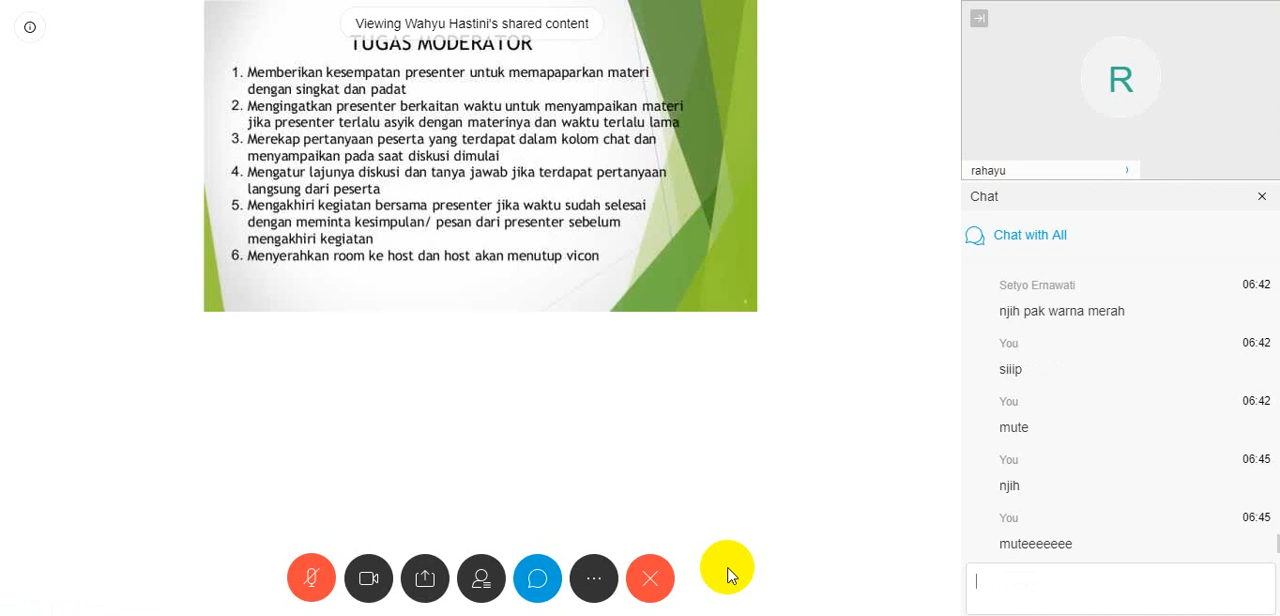 Viewing Wahyu Hastini's shared content
TUGAS MODERATOR
1. Memberikan kesempatan presenter untuk memapaparkan materi
dengan singkat dan padat
2. Mengingatkan presenter berkaitan waktu untuk menyampaikan materi
jika presenter terlalu asyik dengan materinya dan waktu terlalu lama
3. Merekap pertanyaan peserta yang terdapat dalam kolom chat dan
menyampaikan pada saat diskusi dimulai
4. Mengatur lajunya diskusi dan tanya jawab jika terdapat pertanyaan
langsung dari peserta
5. Mengakhiri kegiatan bersama presenter jika waktu sudah selesai
dengan meminta kesimpulan/ pesan dari presenter sebelum
mengakhiri kegiatan
6. Menyerahkan room ke host dan host akan menutup vicon
R
rahayu
Chat
Chat with All
Setyo Ernawati 06:42
njih pak warna merah
You 06:42
siiip
You 06:42
mute
You 06:45
njih
You 06:45
muteeeeeee